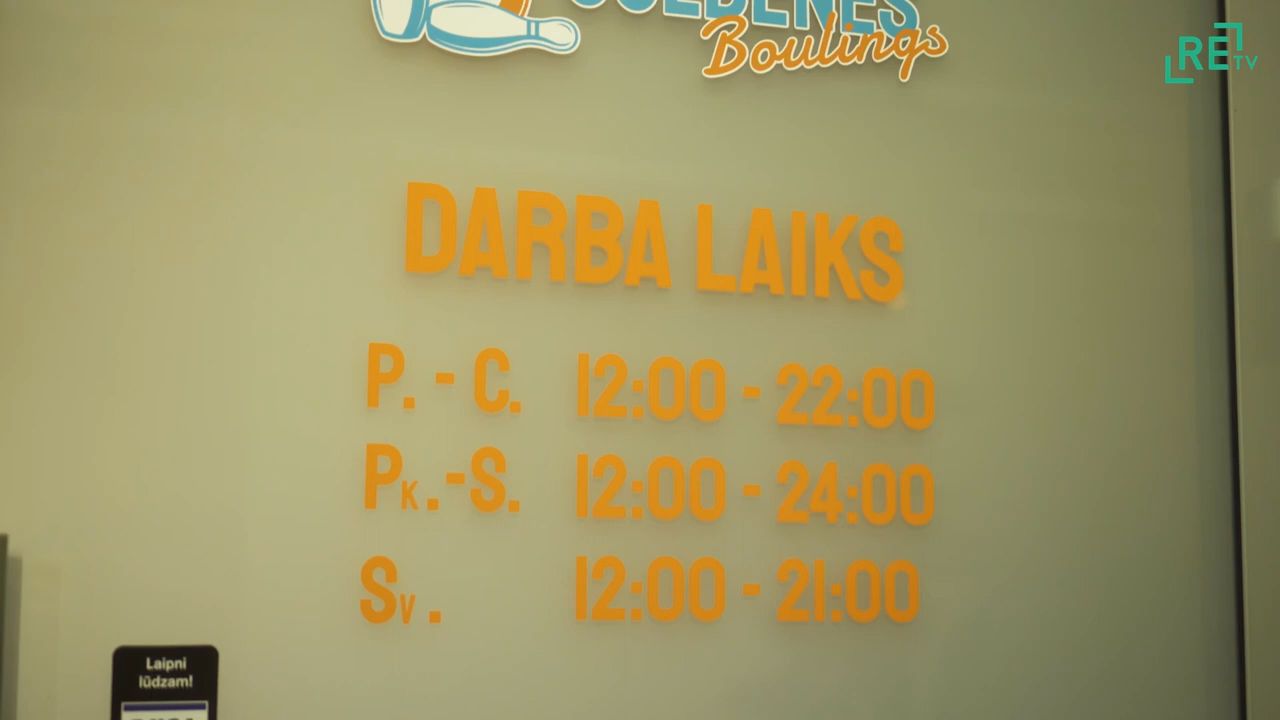 Boulings
RE TV
DARBA LAIKS
P. - C. 12:00 - 22:00
PK.-S. 12:00 - 24:00
SV. 12:00 - 21:00
Laipni
lūdzam!